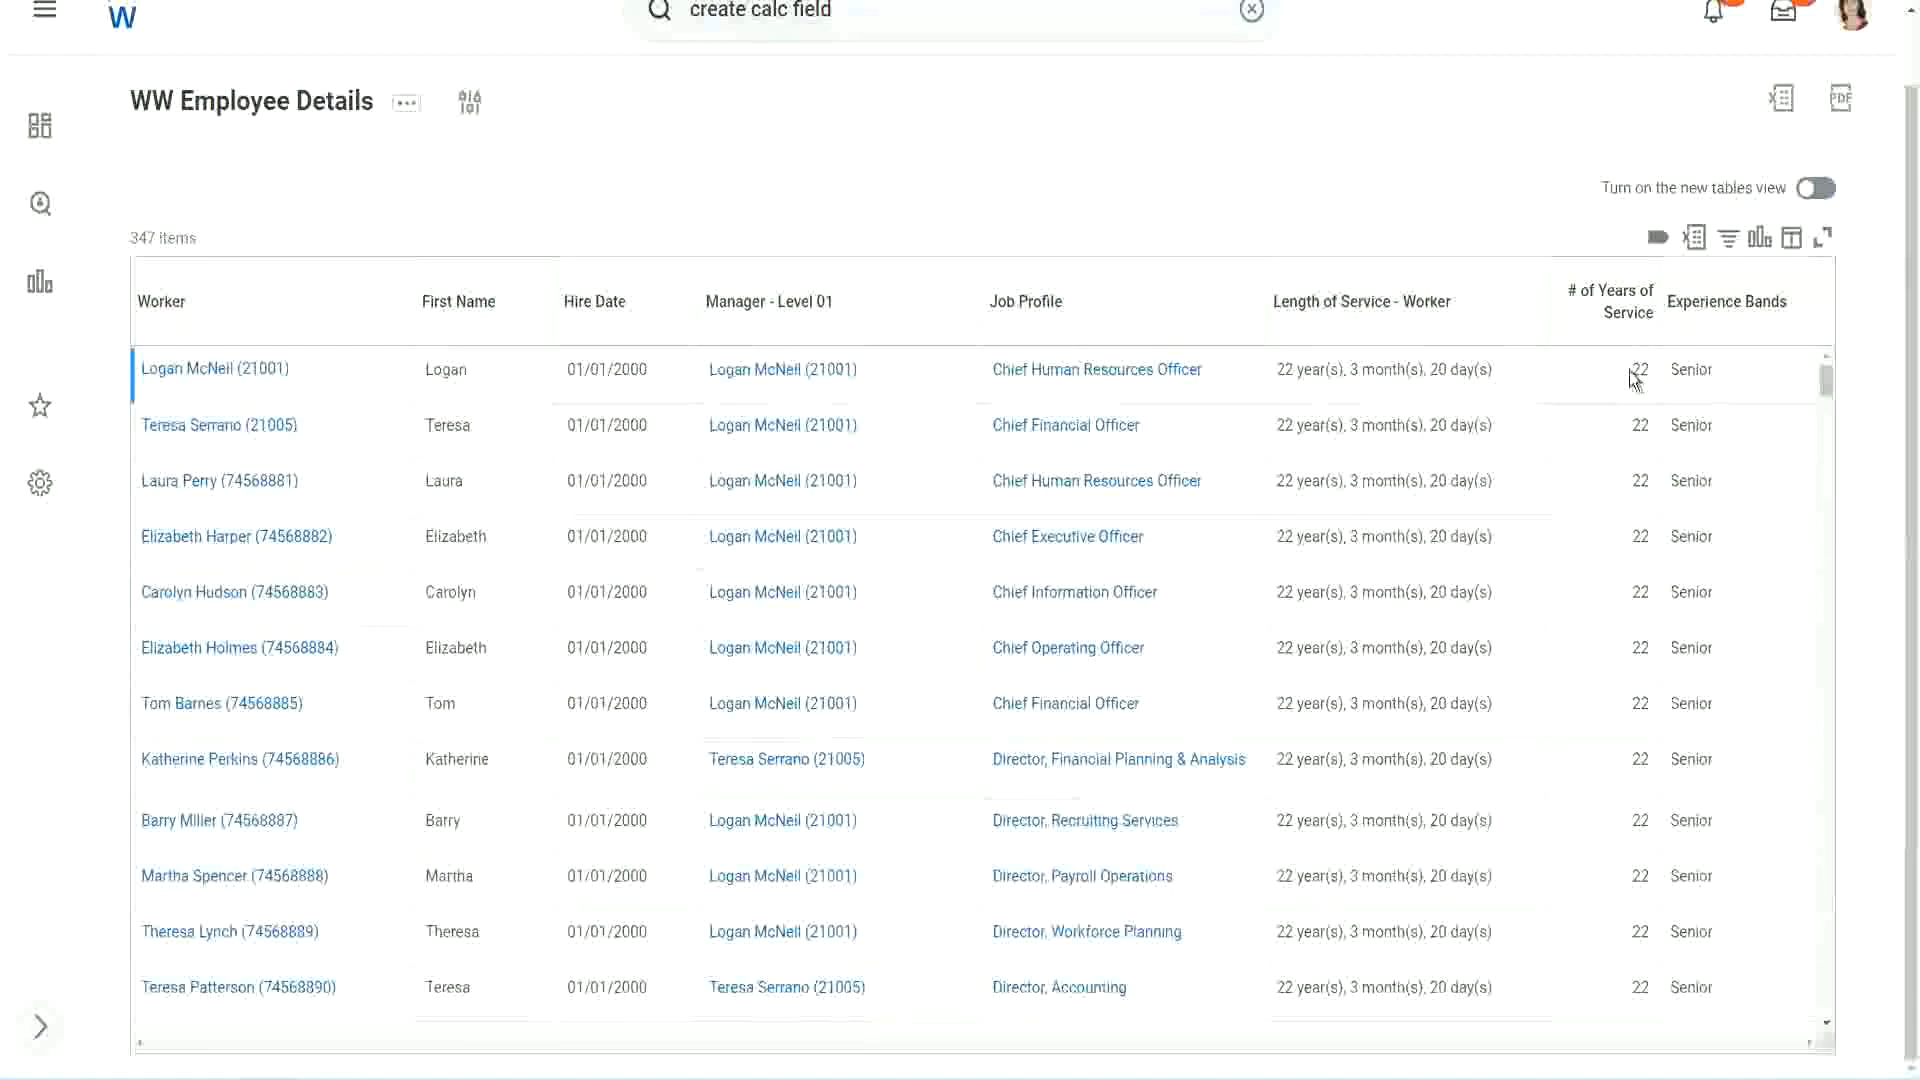 W
create calc field
WW Employee Details
PDF
Turn on the new tables view
347 items
Worker First Name Hire Date Manager - Level 01 Job Profile Length of Service - Worker # of Years of Service Experience Bands
Logan McNeil (21001) Logan 01/01/2000 Logan McNeil (21001) Chief Human Resources Officer 22 year(s), 3 month(s), 20 day(s) 22 Senior
Teresa Serrano (21005) Teresa 01/01/2000 Logan McNeil (21001) Chief Financial Officer 22 year(s), 3 month(s), 20 day(s) 22 Senior
Laura Perry (74568881) Laura 01/01/2000 Logan McNeil (21001) Chief Human Resources Officer 22 year(s), 3 month(s), 20 day(s) 22 Senior
Elizabeth Harper (74568882) Elizabeth 01/01/2000 Logan McNeil (21001) Chief Executive Officer 22 year(s), 3 month(s), 20 day(s) 22 Senior
Carolyn Hudson (74568883) Carolyn 01/01/2000 Logan McNeil (21001) Chief Information Officer 22 year(s), 3 month(s), 20 day(s) 22 Senior
Elizabeth Holmes (74568884) Elizabeth 01/01/2000 Logan McNeil (21001) Chief Operating Officer 22 year(s), 3 month(s), 20 day(s) 22 Senior
Tom Barnes (74568885) Tom 01/01/2000 Logan McNeil (21001) Chief Financial Officer 22 year(s), 3 month(s), 20 day(s) 22 Senior
Katherine Perkins (74568886) Katherine 01/01/2000 Teresa Serrano (21005) Director, Financial Planning & Analysis 22 year(s), 3 month(s), 20 day(s) 22 Senior
Barry Miller (74568887) Barry 01/01/2000 Logan McNeil (21001) Director, Recruiting Services 22 year(s), 3 month(s), 20 day(s) 22 Senior
Martha Spencer (74568888) Martha 01/01/2000 Logan McNeil (21001) Director, Payroll Operations 22 year(s), 3 month(s), 20 day(s) 22 Senior
Theresa Lynch (74568889) Theresa 01/01/2000 Logan McNeil (21001) Director, Workforce Planning 22 year(s), 3 month(s), 20 day(s) 22 Senior
Teresa Patterson (74568890) Teresa 01/01/2000 Teresa Serrano (21005) Director, Accounting 22 year(s), 3 month(s), 20 day(s) 22 Senior